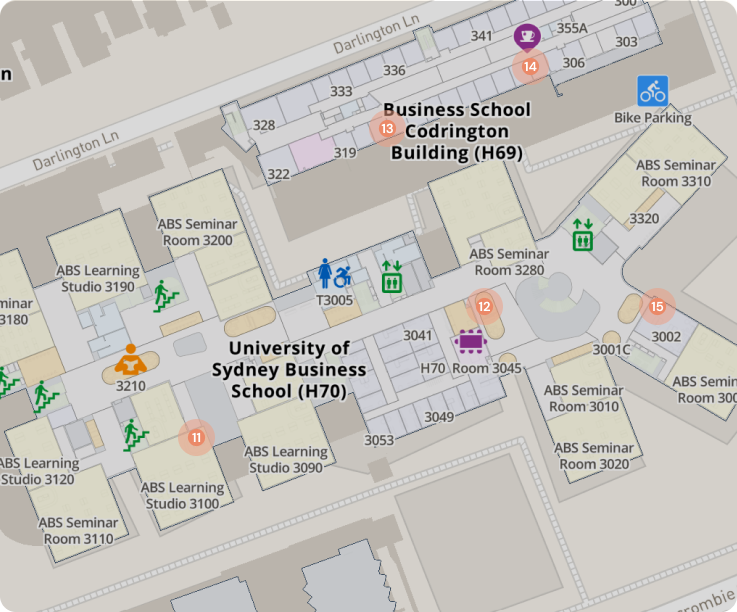 300
Darlington Ln
341
355A
14
303
306
n
336
333
Bike Parking
Business School
Codrington
Building (H69)
13
328
Darlington Ln
319
322
ABS Seminar
Room 3310
3320
ABS Seminar
Room 3200
ABS Seminar
Room 3280
ABS Learning
Studio 3190
T3005
minar
3180
12
15
3041
3002
3001C
University of
Sydney Business
School (H70)
H70 Room 3045
3210
ABS Semin
Room 300
ABS Seminar
Room 3010
3049
3053
11
ABS Learning
Studio 3090
ABS Seminar
Room 3020
ABS Learning
Studio 3120
ABS Learning
Studio 3100
ABS Seminar
Room 3110
crombie